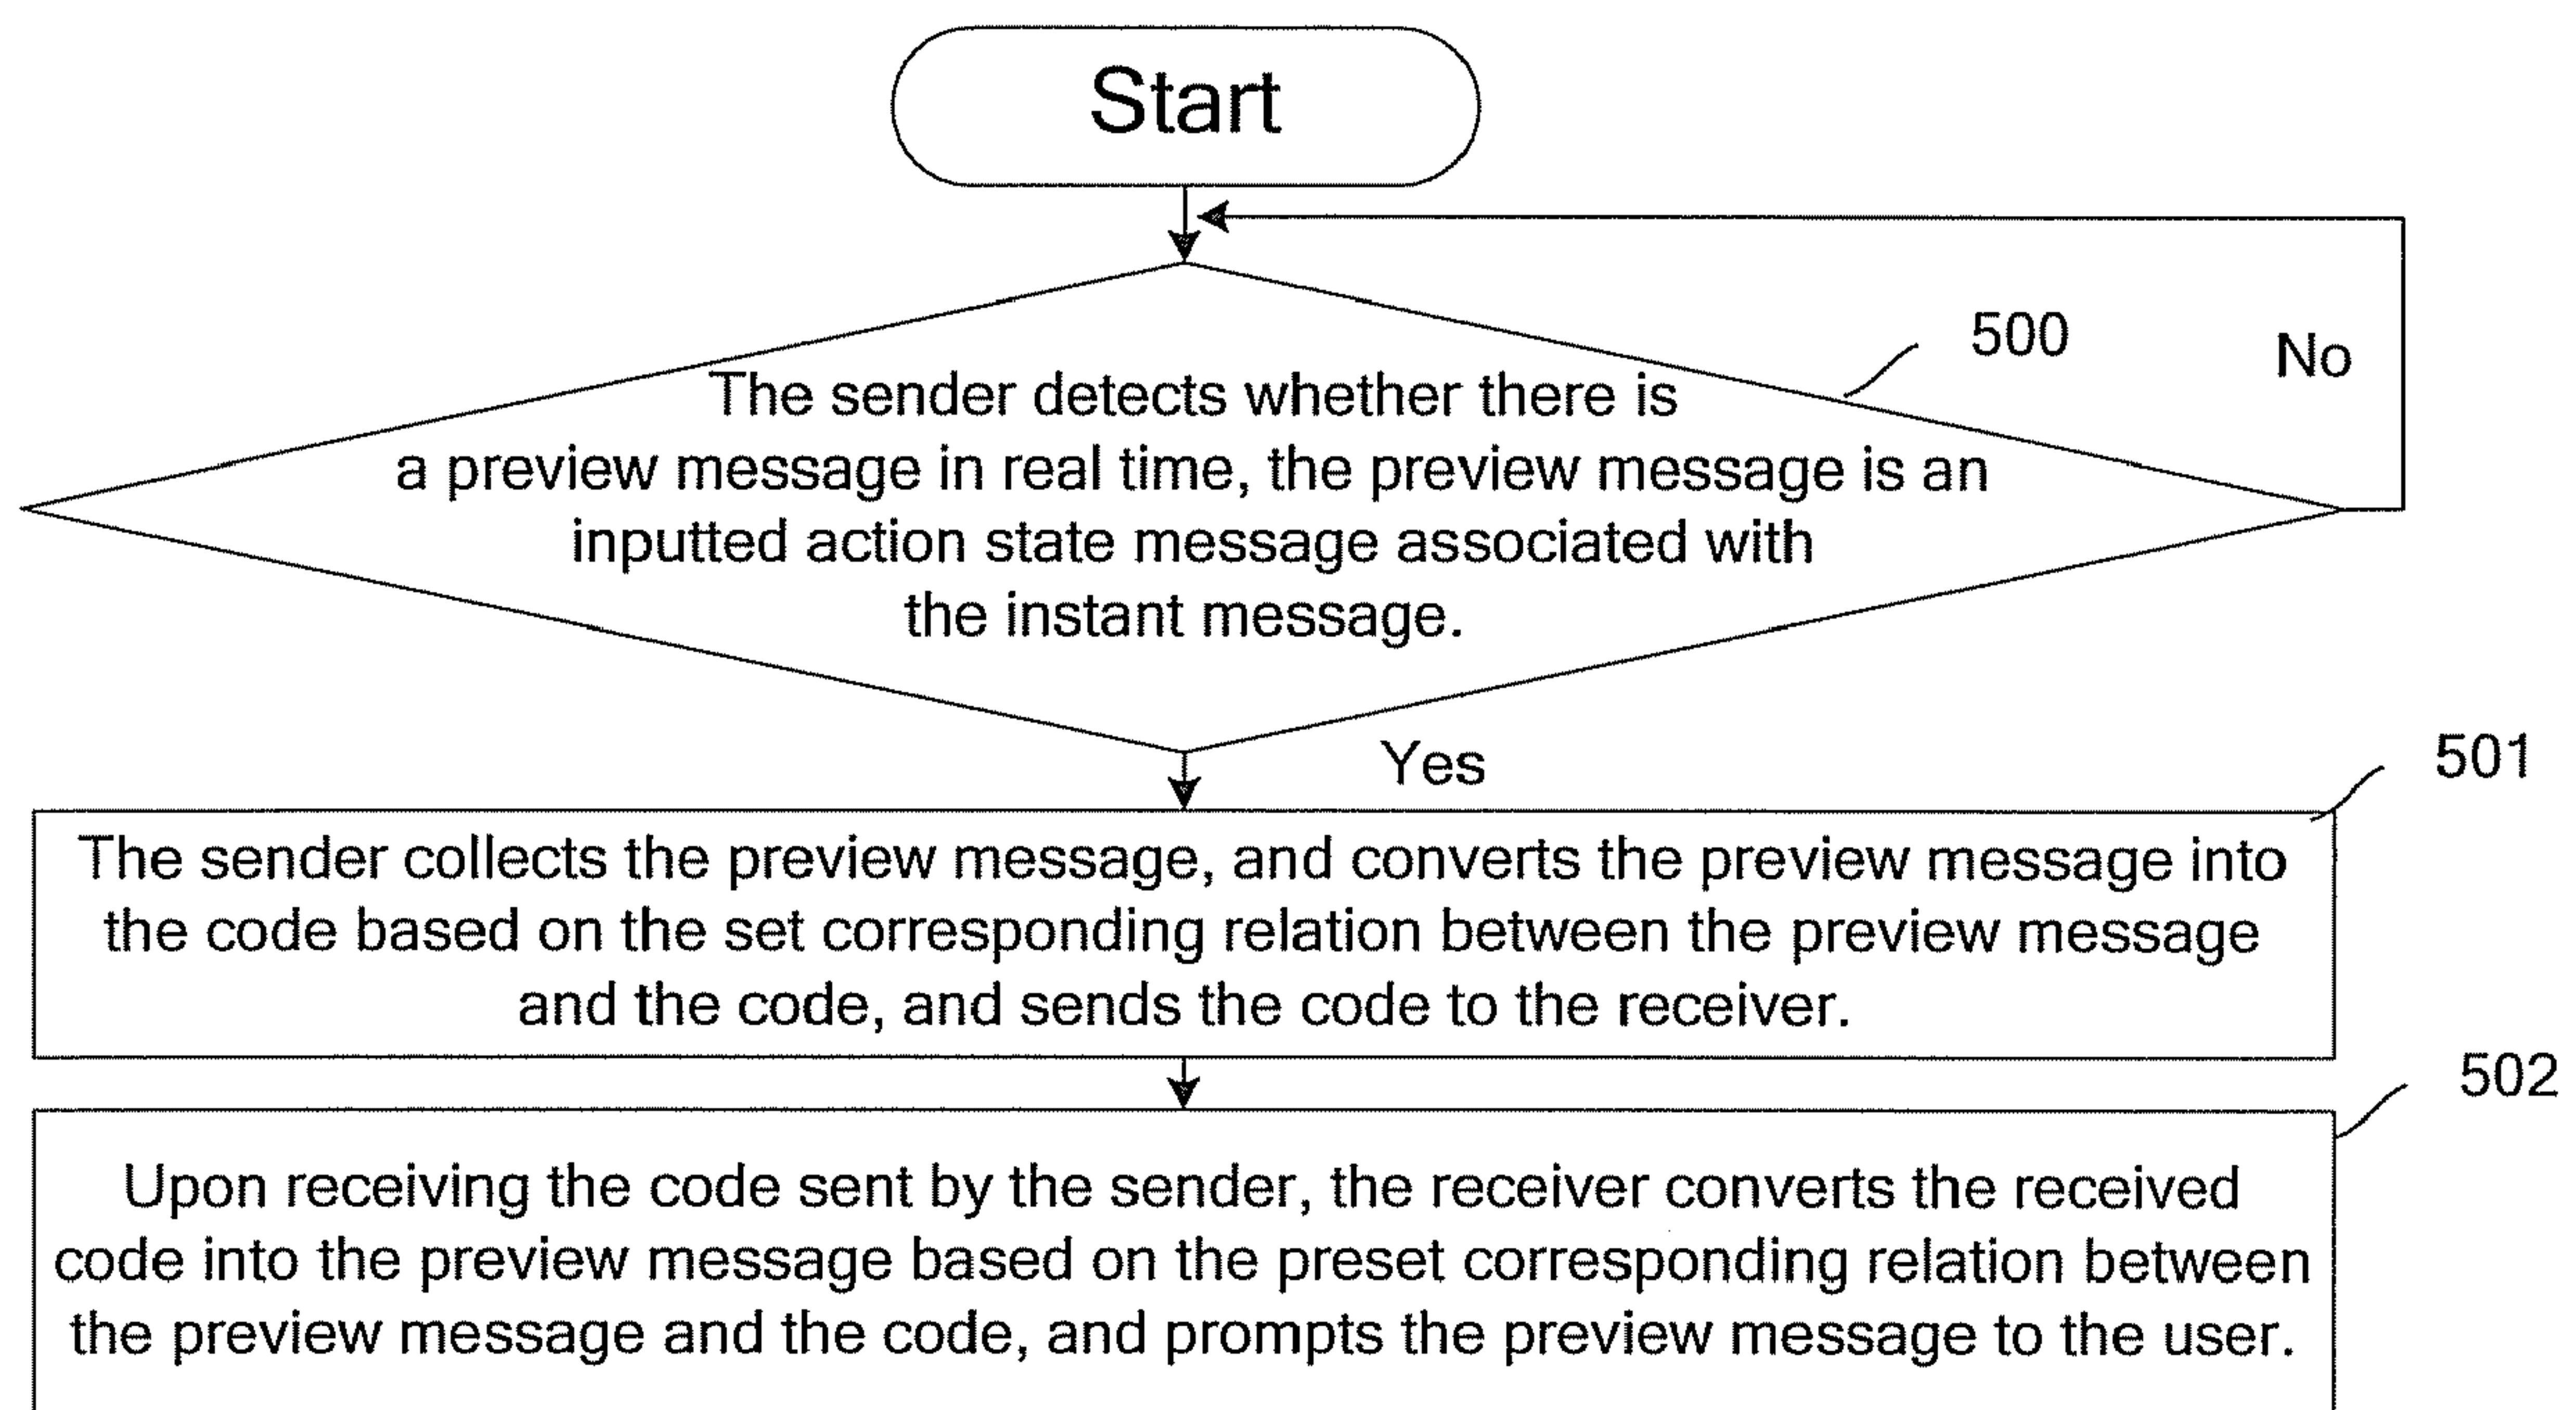 Start
500
No
The sender detects whether there is
a preview message in real time, the preview message is an
inputted action state message associated with
the instant message.
Yes
501
The sender collects the preview message, and converts the preview message into
the code based on the set corresponding relation between the preview message
and the code, and sends the code to the receiver.
502
Upon receiving the code sent by the sender, the receiver converts the received
code into the preview message based on the preset corresponding relation between
the preview message and the code, and prompts the preview message to the user.